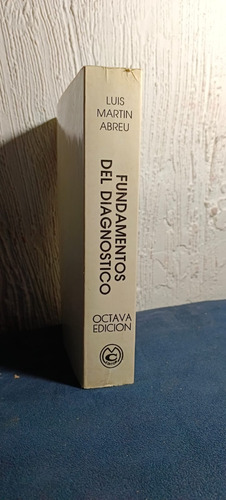 LUIS
MARTIN
ABREU
FUNDAMENTOS
DEL DIAGNOSTICO
OCTAVA
EDICION